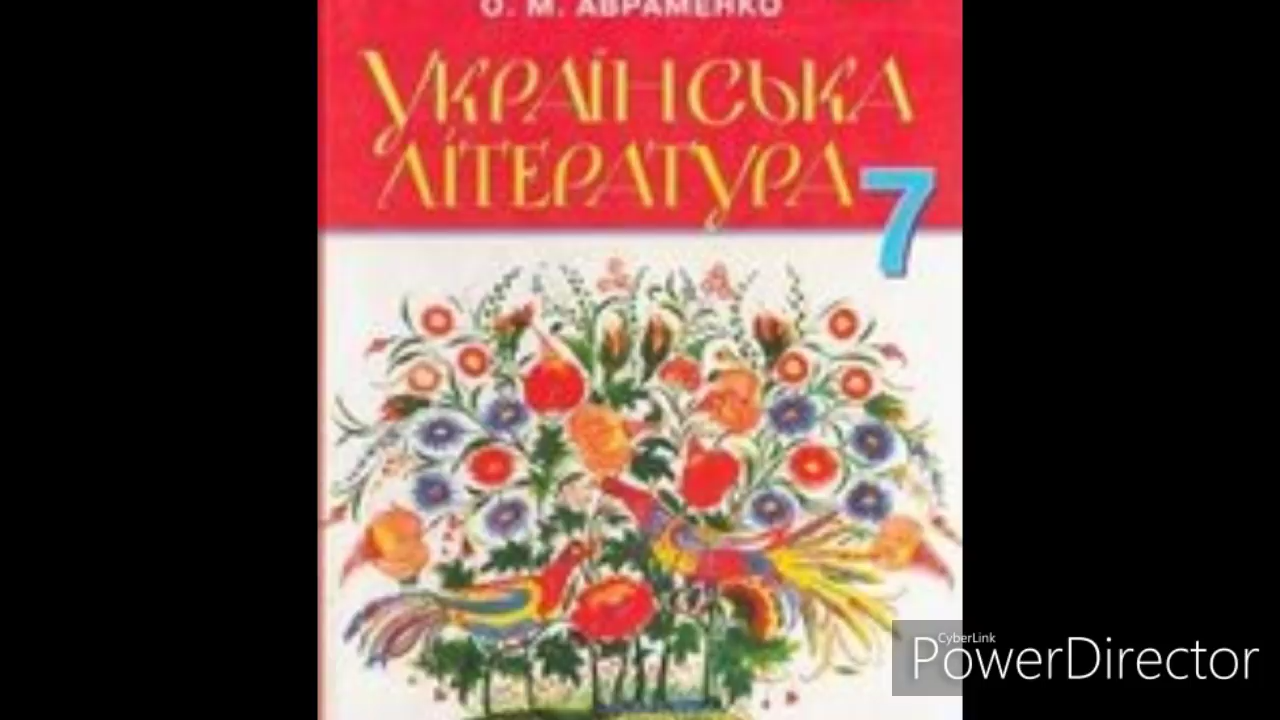 О. М. АВРАМЕНКО
УКРАЇНСЬКА
ЛІТЕРАТУРА
7
CyberLink
PowerDirector